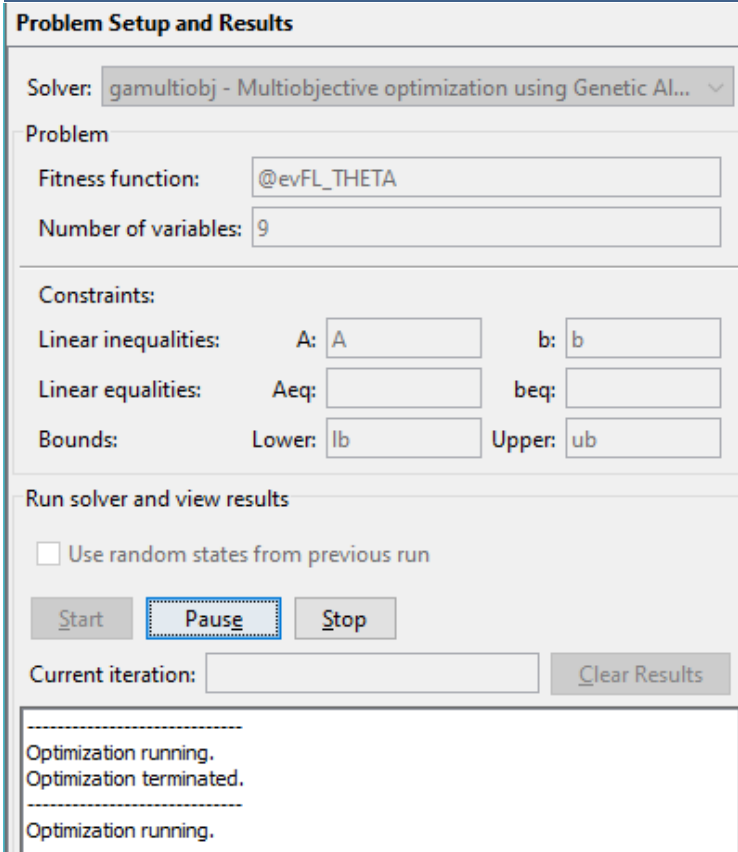 Problem Setup and Results
Solver: gamultiobj - Multiobjective optimization using Genetic Al...
Problem
Fitness function: @evFL_THETA
Number of variables: 9
Constraints:
Linear inequalities: A: A b: b
Linear equalities: Aeq: beq:
Bounds: Lower: lb Upper: ub
Run solver and view results
Use random states from previous run
Start Pause Stop
Current iteration: Clear Results
-----------------------------
Optimization running.
Optimization terminated.
-----------------------------
Optimization running.